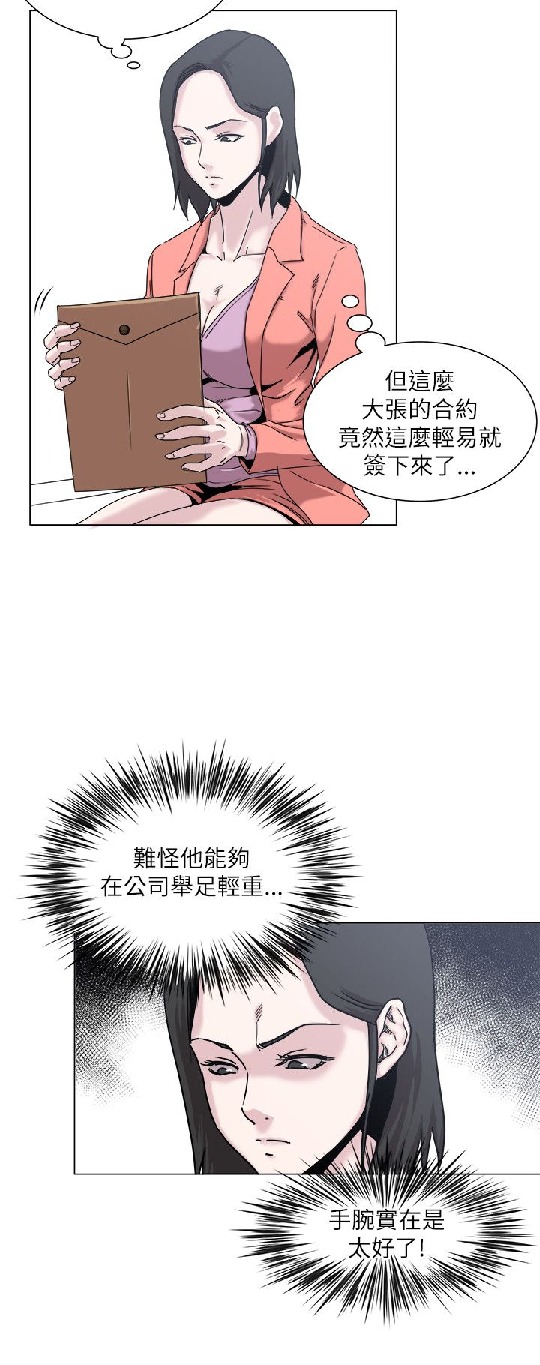 但這麼
大張的合約
竟然這麼輕易就
簽下來了...
難怪他能夠
在公司舉足輕重...
手腕實在是
太好了!